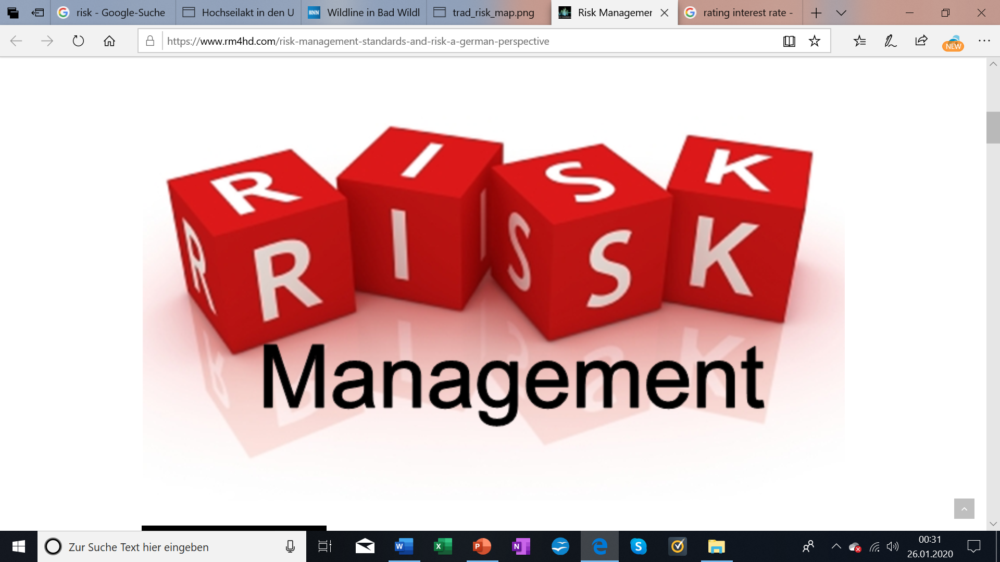 risk - Google-Suche
Hochseilakt in den U
BNN Wildline in Bad Wildl
trad_risk_map.png
Risk Managemer
rating interest rate -
https://www.rm4hd.com/risk-management-standards-and-risk-a-german-perspective
NEW
R I S K
R R I I S S K
Management
Zur Suche Text hier eingeben
00:31
26.01.2020